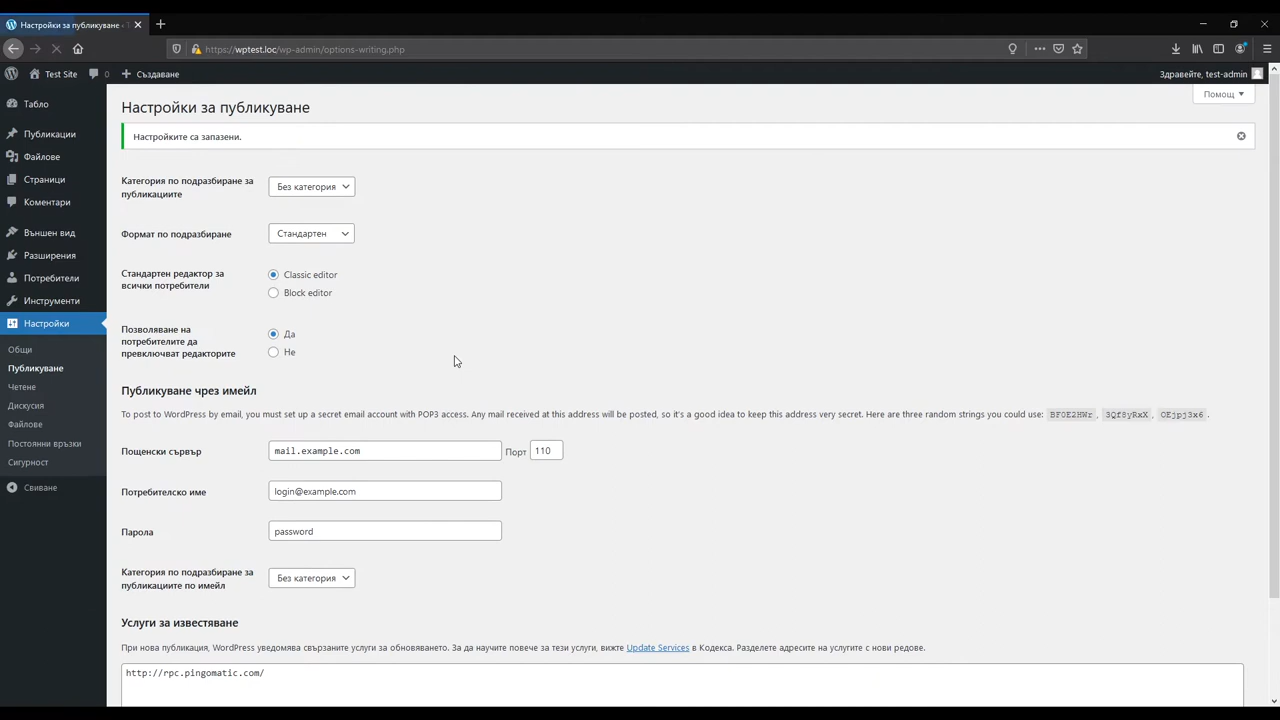 Настройки за публикуване - T
https://wptest.loc/wp-admin/options-writing.php
Test Site 0 Създаване Здравейте, test-admin
Помощ
Табло
Публикации
Файлове
Страници
Коментари
Външен вид
Разширения
Потребители
Инструменти
Настройки
Общи
Публикуване
Четене
Дискусия
Файлове
Постоянни връзки
Сигурност
Свиване
Настройки за публикуване
Настройките са запазени.
Категория по подразбиране за
публикациите
Без категория
Формат по подразбиране
Стандартен
Стандартен редактор за
всички потребители
Classic editor
Block editor
Позволяване на
потребителите да
превключват редакторите
Да
Не
Публикуване чрез имейл
To post to WordPress by email, you must set up a secret email account with POP3 access. Any mail received at this address will be posted, so it's a good idea to keep this address very secret. Here are three random strings you could use: BF0E2HWr, 3Qf8yRxX, OEjpj3x6.
Пощенски сървър
mail.example.com Порт 110
Потребителско име
login@example.com
Парола
password
Категория по подразбиране за
публикациите по имейл
Без категория
Услуги за известяване
При нова публикация, WordPress уведомява свързаните услуги за обновяването. За да научите повече за тези услуги, вижте Update Services в Кодекса. Разделете адресите на услугите с нови редове.
http://rpc.pingomatic.com/